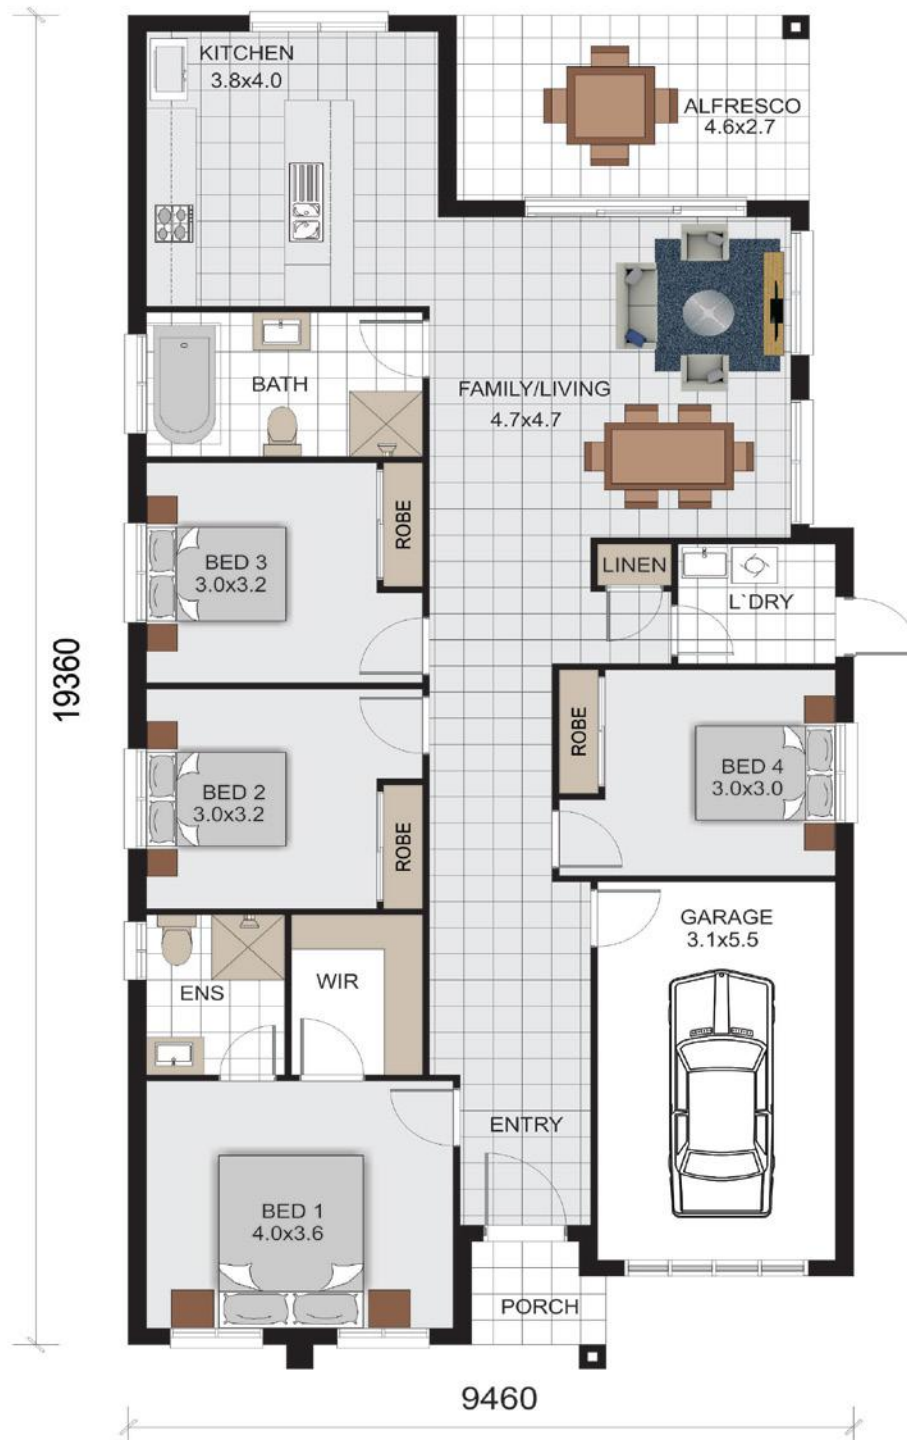 KITCHEN
3.8x4.0
ALFRESCO
4.6x2.7
BATH
FAMILY/LIVING
4.7x4.7
ROBE
BED 3
3.0x3.2
LINEN
L`DRY
19360
ROBE
BED 4
3.0x3.0
BED 2
3.0x3.2
ROBE
GARAGE
3.1x5.5
WIR
ENS
ENTRY
BED 1
4.0x3.6
PORCH
9460